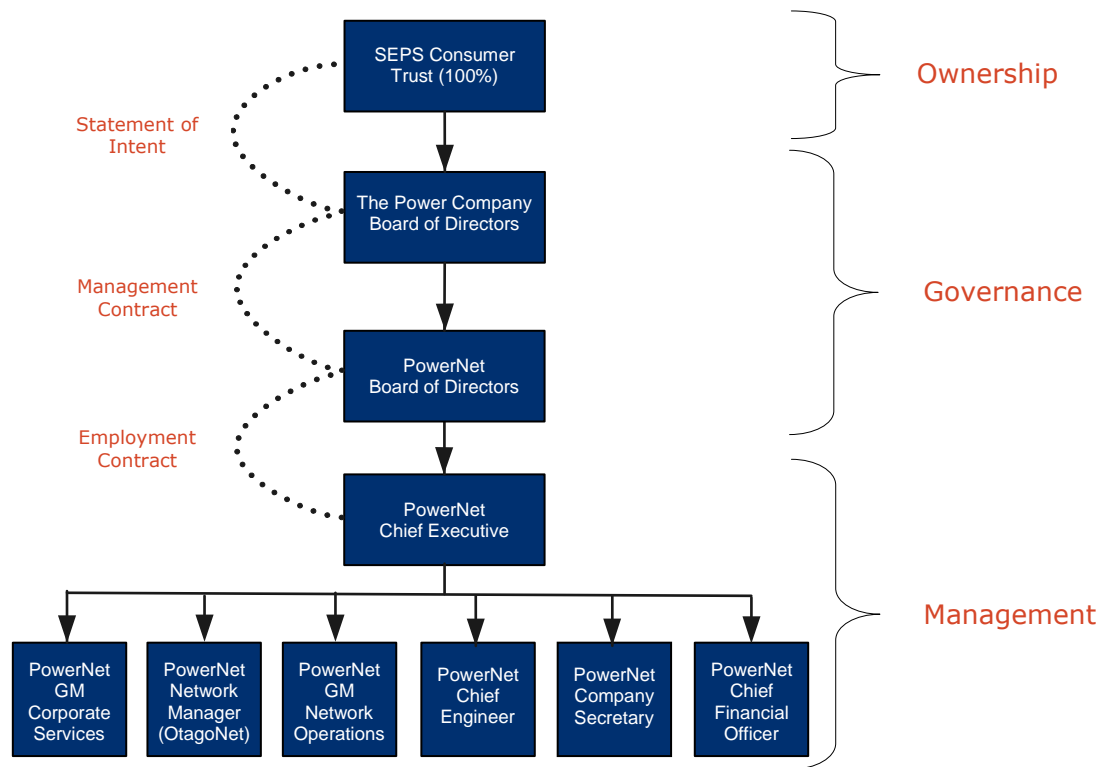 SEPS Consumer
Trust (100%)
Ownership
Statement of
Intent
The Power Company
Board of Directors
Management
Contract
Governance
PowerNet
Board of Directors
Employment
Contract
PowerNet
Chief Executive
Management
PowerNet
GM
Corporate
Services
PowerNet
Network
Manager
(OtagoNet)
PowerNet
GM
Network
Operations
PowerNet
Chief
Engineer
PowerNet
Company
Secretary
PowerNet
Chief
Financial
Officer